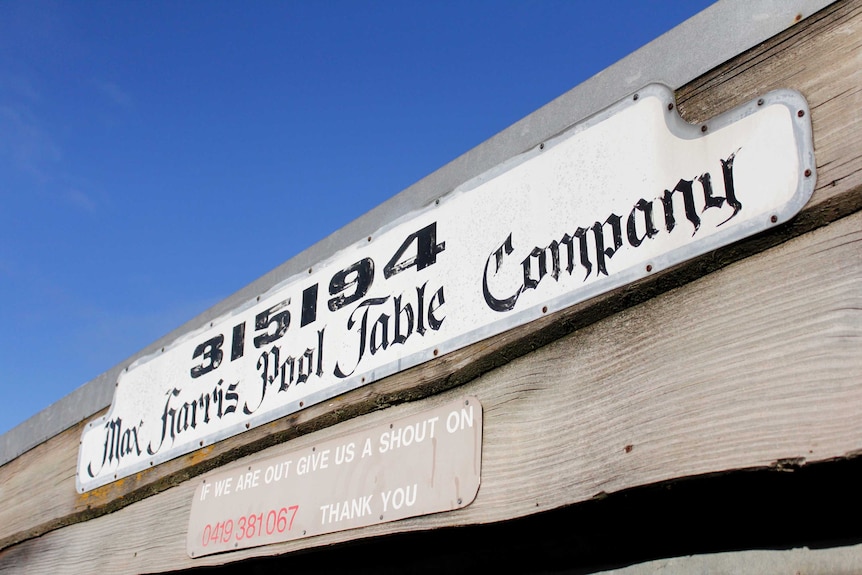 315194
Max Harris Pool Table Company
IF WE ARE OUT GIVE US A SHOUT ON
0419 381 067 THANK YOU